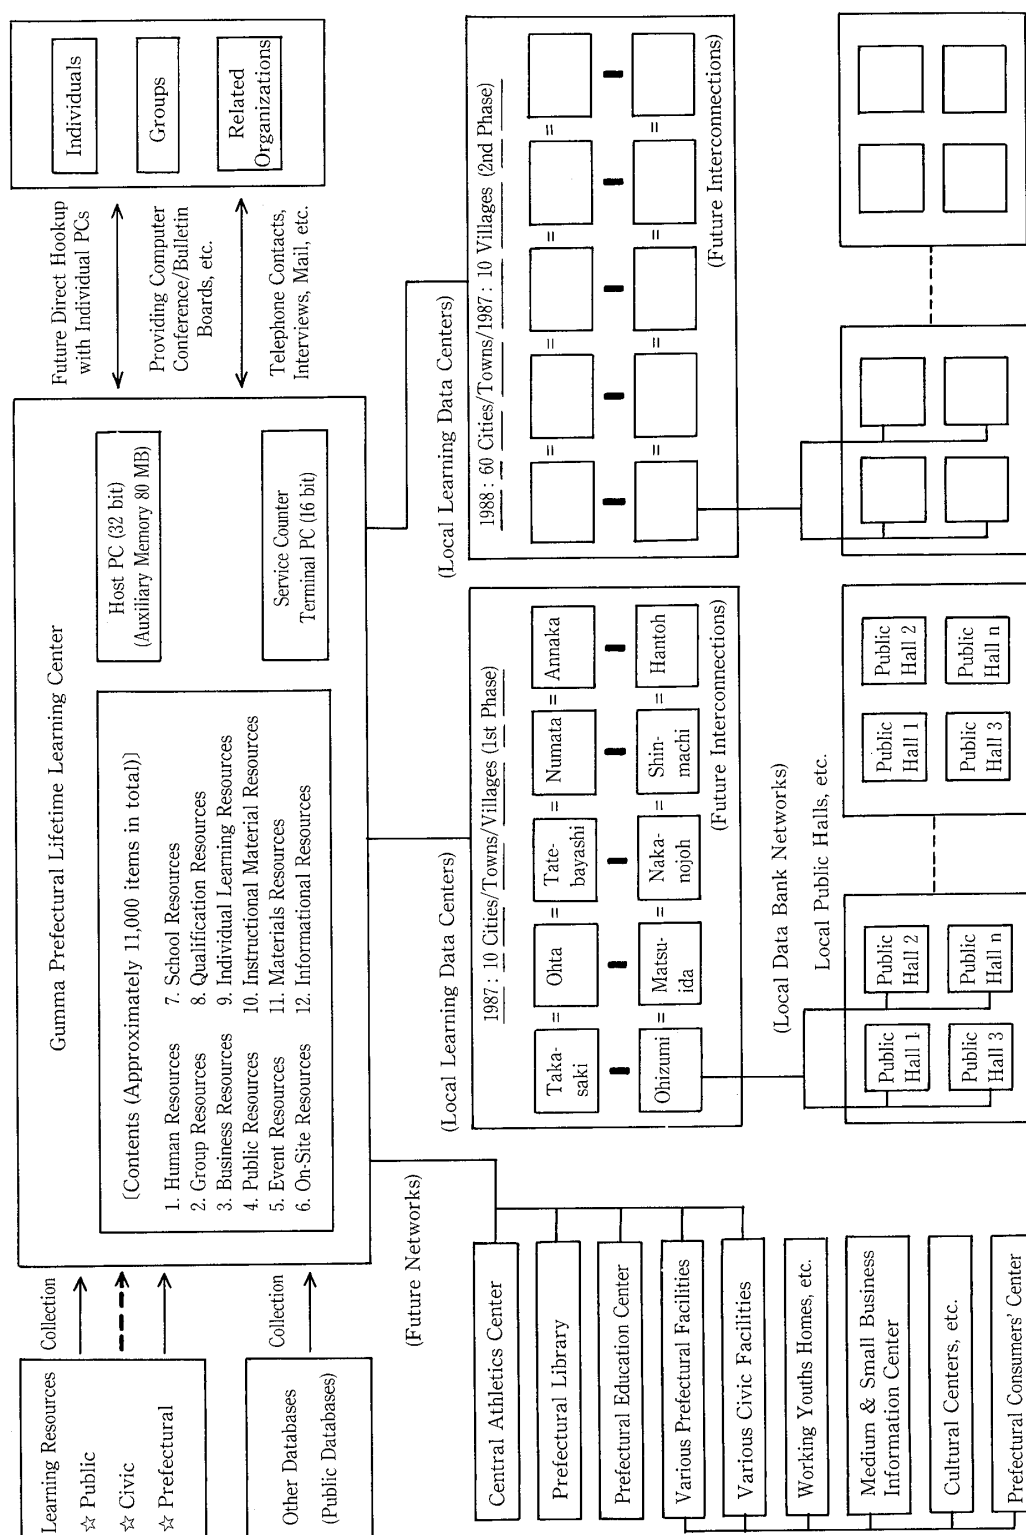 Learning Resources
☆ Public
☆ Civic
☆ Prefectural
Collection
Other Databases
(Public Databases)
Collection
Gumma Prefectural Lifetime Learning Center
[Contents (Approximately 11,000 items in total)]
1. Human Resources
2. Group Resources
3. Business Resources
4. Public Resources
5. Event Resources
6. On-Site Resources
7. School Resources
8. Qualification Resources
9. Individual Learning Resources
10. Instructional Material Resources
11. Materials Resources
12. Informational Resources
Host PC (32 bit)
(Auxiliary Memory 80 MB)
Service Counter
Terminal PC (16 bit)
Future Direct Hookup
with Individual PCs
Providing Computer
Conference/Bulletin
Boards, etc.
Telephone Contacts,
Interviews, Mail, etc.
Individuals
Groups
Related
Organizations
(Future Networks)
Central Athletics Center
Prefectural Library
Prefectural Education Center
Various Prefectural Facilities
Various Civic Facilities
Working Youths Homes, etc.
Medium & Small Business
Information Center
Cultural Centers, etc.
Prefectural Consumers' Center
(Local Learning Data Centers)
1987 : 10 Cities/Towns/Villages (1st Phase)
Taka-
saki
=
Ohta
=
Tate-
bayashi
=
Numata
=
Annaka
Ohizumi
=
Matsu-
ida
=
Naka-
nojoh
=
Shin-
machi
=
Hantoh
(Future Interconnections)
(Local Learning Data Centers)
1988 : 60 Cities/Towns/1987 : 10 Villages (2nd Phase)
= = = =
= = = =
(Future Interconnections)
(Local Data Bank Networks)
Local Public Halls, etc.
Public
Hall 1
Public
Hall 2
Public
Hall 3
Public
Hall n
Public
Hall 1
Public
Hall 2
Public
Hall 3
Public
Hall n